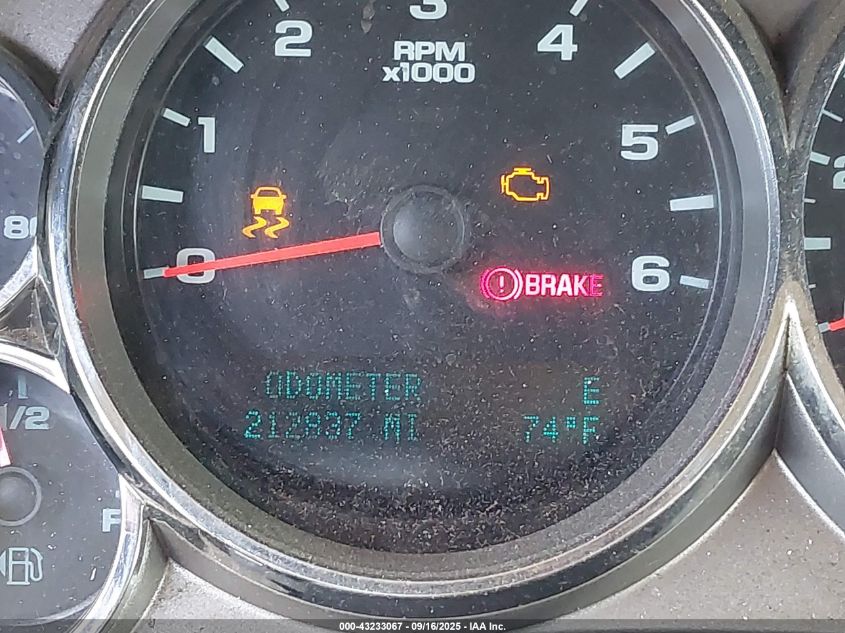 3
2
4
RPM
x1000
1
5
80
0
6
BRAKE
1/2
ODOMETER E
212837 MI 74°F
F
000-43233067 - 09/16/2025 - IAA Inc.